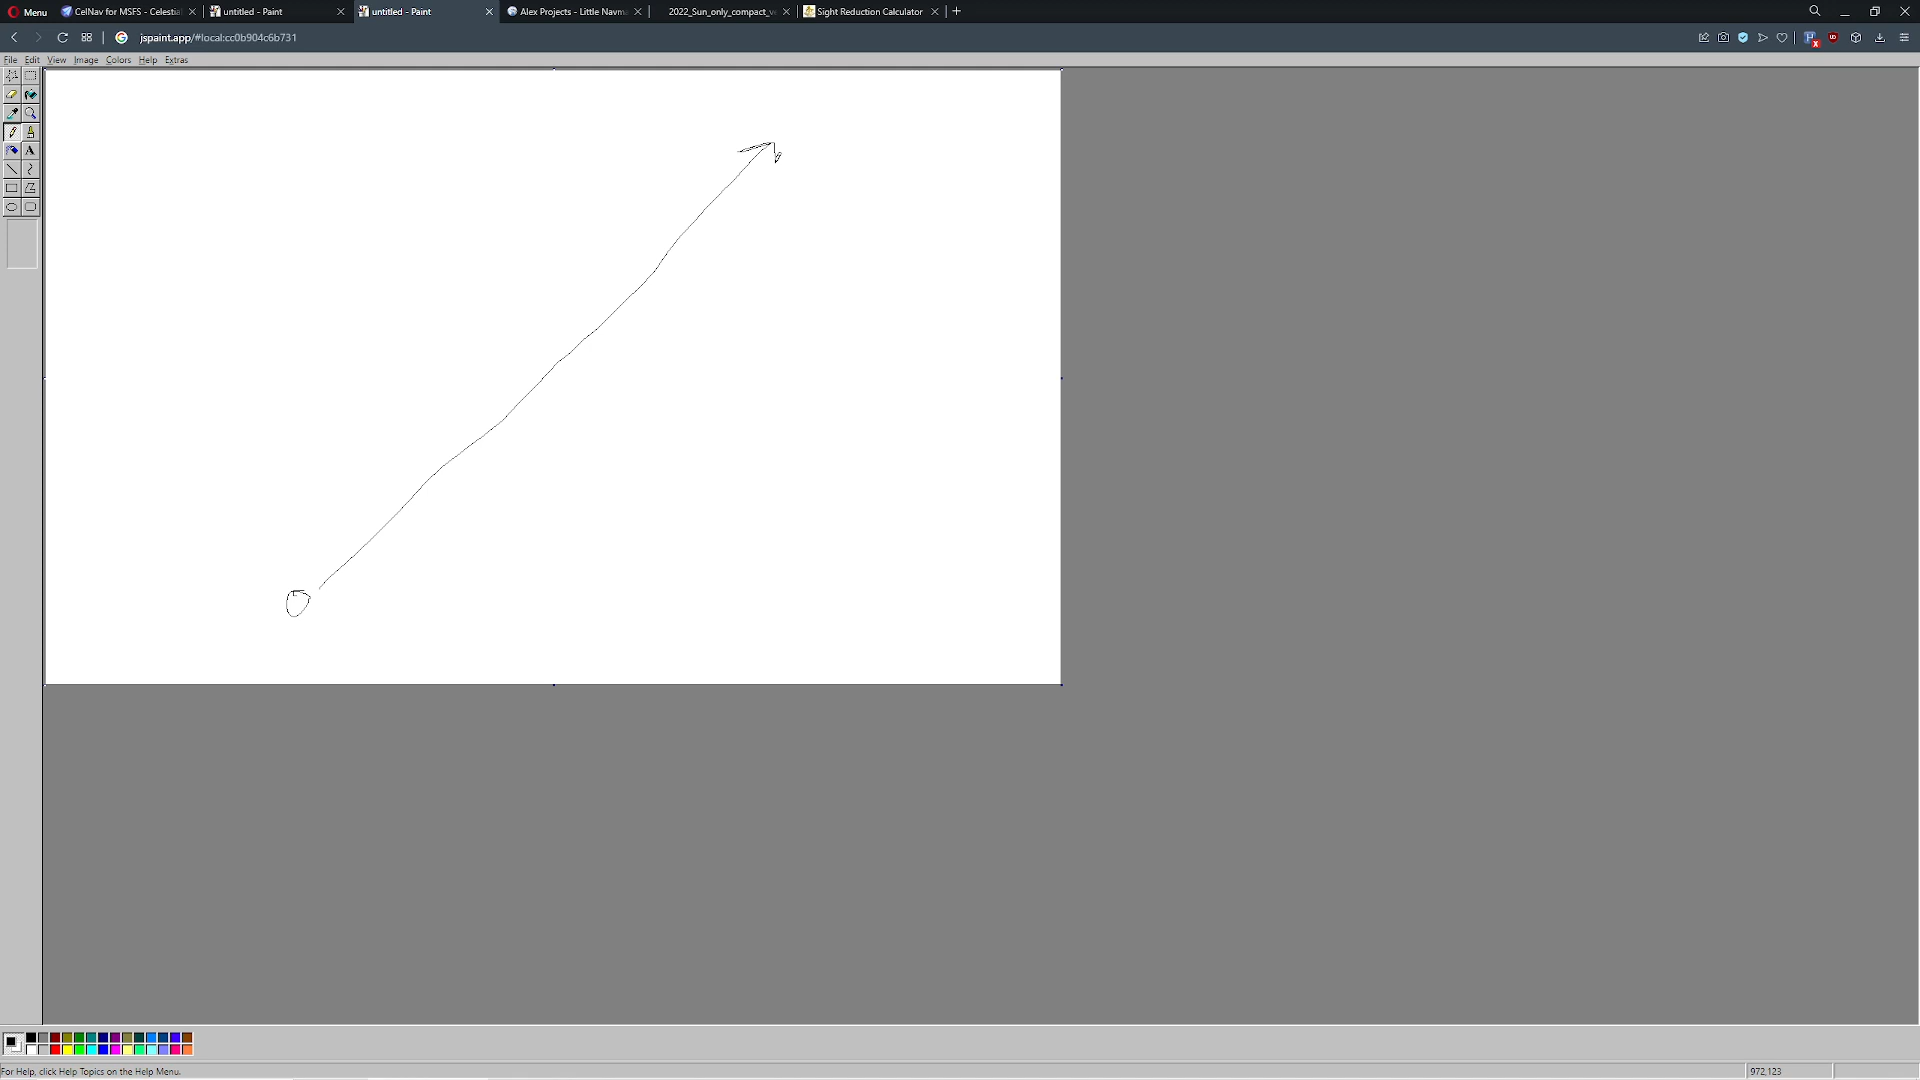 Menu
CelNav for MSFS - Celestia
untitled - Paint
untitled - Paint
Alex Projects - Little Navma
2022_Sun_only_compact_v
Sight Reduction Calculator
jspaint.app/#local:cc0b904c6b731
File Edit View Image Colors Help Extras
A
For Help, click Help Topics on the Help Menu.
972,123